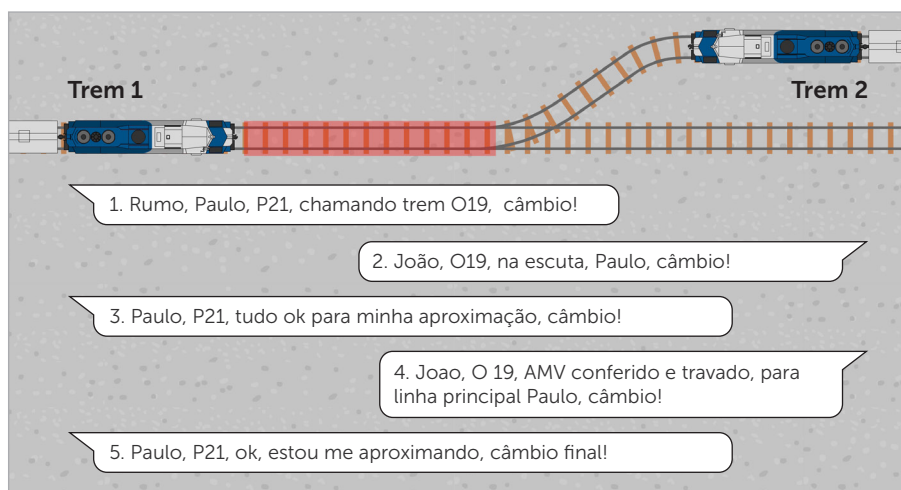 Trem 1
Trem 2
1. Rumo, Paulo, P21, chamando trem O19, câmbio!
2. João, O19, na escuta, Paulo, câmbio!
3. Paulo, P21, tudo ok para minha aproximação, câmbio!
4. Joao, O 19, AMV conferido e travado, para
linha principal Paulo, câmbio!
5. Paulo, P21, ok, estou me aproximando, câmbio final!